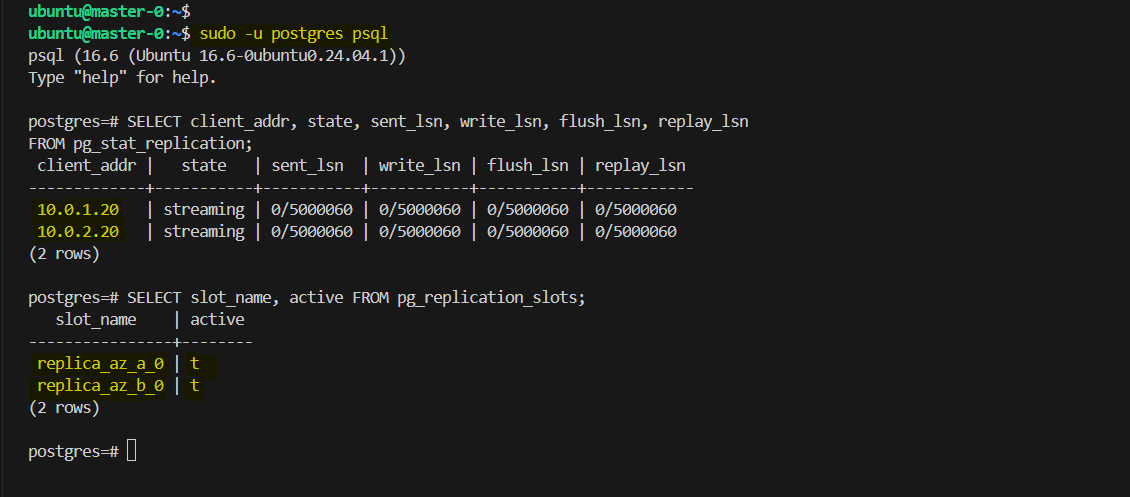 ubuntu@master-0:~$
ubuntu@master-0:~$ sudo -u postgres psql
psql (16.6 (Ubuntu 16.6-0ubuntu0.24.04.1))
Type "help" for help.

postgres=# SELECT client_addr, state, sent_lsn, write_lsn, flush_lsn, replay_lsn
FROM pg_stat_replication;
 client_addr |   state   | sent_lsn  | write_lsn | flush_lsn | replay_lsn
-------------+-----------+-----------+-----------+-----------+------------
 10.0.1.20   | streaming | 0/5000060 | 0/5000060 | 0/5000060 | 0/5000060
 10.0.2.20   | streaming | 0/5000060 | 0/5000060 | 0/5000060 | 0/5000060
(2 rows)

postgres=# SELECT slot_name, active FROM pg_replication_slots;
   slot_name    | active
----------------+--------
 replica_az_a_0 | t
 replica_az_b_0 | t
(2 rows)

postgres=#